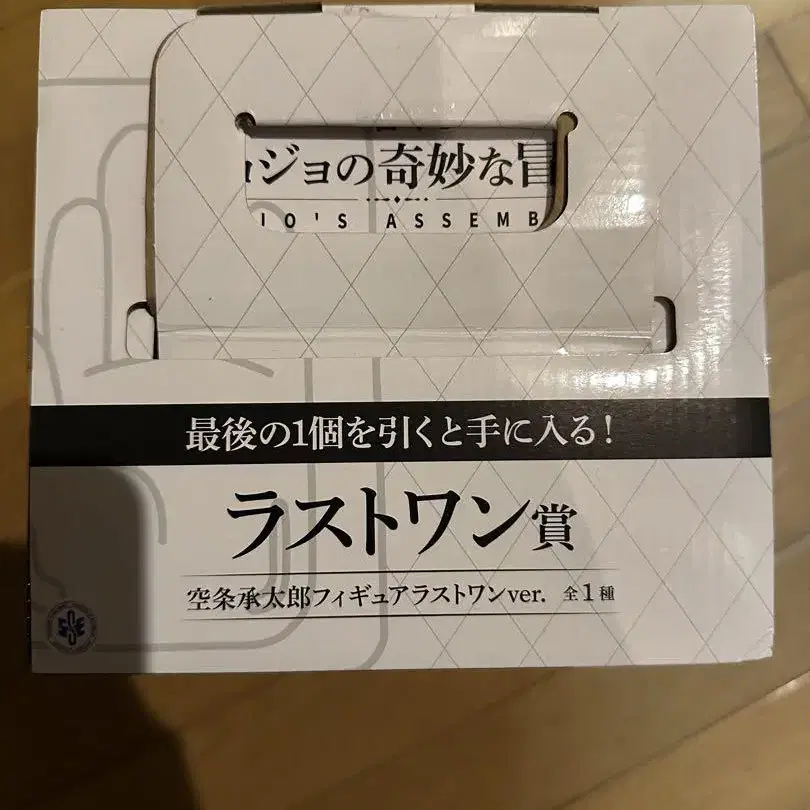 ョジョの奇妙な冒
JO'S ASSEMB
最後の1個を引くと手に入る!
ラストワン賞
空条承太郎フィギュアラストワンver. 全1種